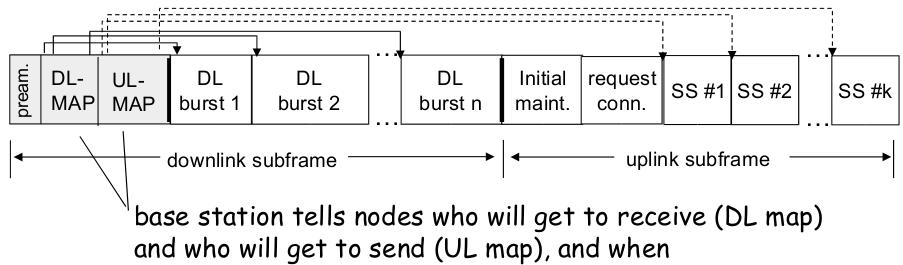 pream.
DL-
MAP
UL-
MAP
DL
burst 1
DL
burst 2
...
...
DL
burst n
Initial
maint.
request
conn.
SS #1
SS #2
...
...
SS #k
downlink subframe
uplink subframe
base station tells nodes who will get to receive (DL map)
and who will get to send (UL map), and when